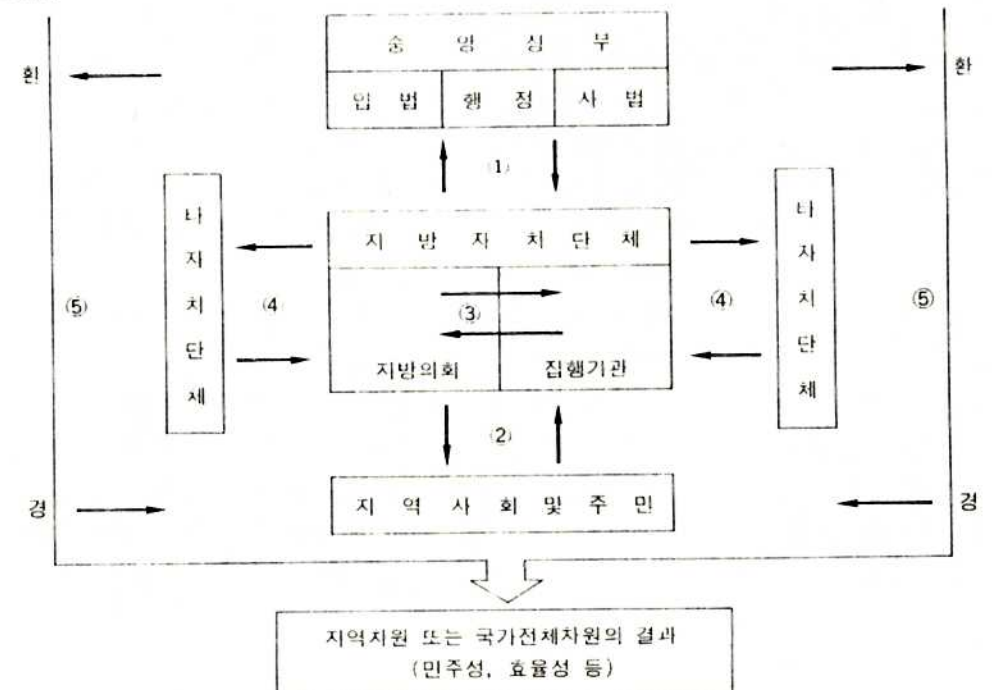 중 앙 정 부
환
환
입 법 행 정 사 법
(1)
타 자 치 단 체
지 방 자 치 단 체
타 자 치 단 체
⑤
(4)
(3)
(4)
⑤
지방의회 집행기관
(2)
경
지 역 사 회 및 주 민
경
지역차원 또는 국가전체차원의 결과
(민주성, 효율성 등)